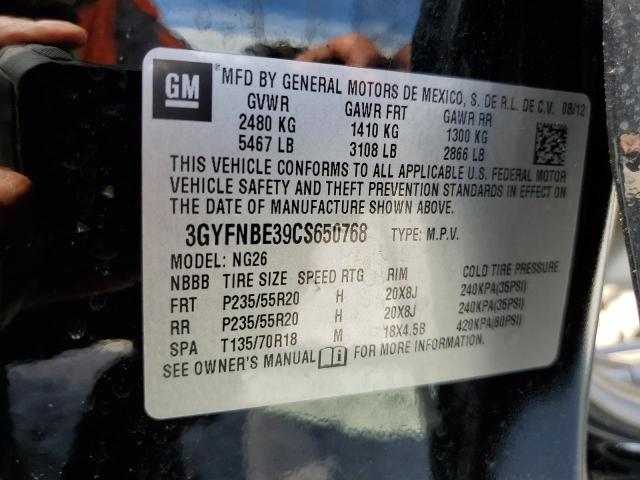 GM
*MFD BY GENERAL MOTORS DE MEXICO, S. DE R.L. DE C.V. 08/12
GVWR GAWR FRT GAWR RR
2480 KG 1410 KG 1300 KG
5467 LB 3108 LB 2866 LB
THIS VEHICLE CONFORMS TO ALL APPLICABLE U.S. FEDERAL MOTOR
VEHICLE SAFETY AND THEFT PREVENTION STANDARDS IN EFFECT ON
THE DATE OF MANUFACTURE SHOWN ABOVE.
3GYFNBE39CS650768 TYPE: M.P.V.
MODEL: NG26
NBBB TIRE SIZE SPEED RTG RIM COLD TIRE PRESSURE
FRT P235/55R20 H 20X8J 240KPA(35PSI)
RR P235/55R20 H 20X8J 240KPA(35PSI)
SPA T135/70R18 M 18X4.5B 420KPA(60PSI)
SEE OWNER'S MANUAL FOR MORE INFORMATION.